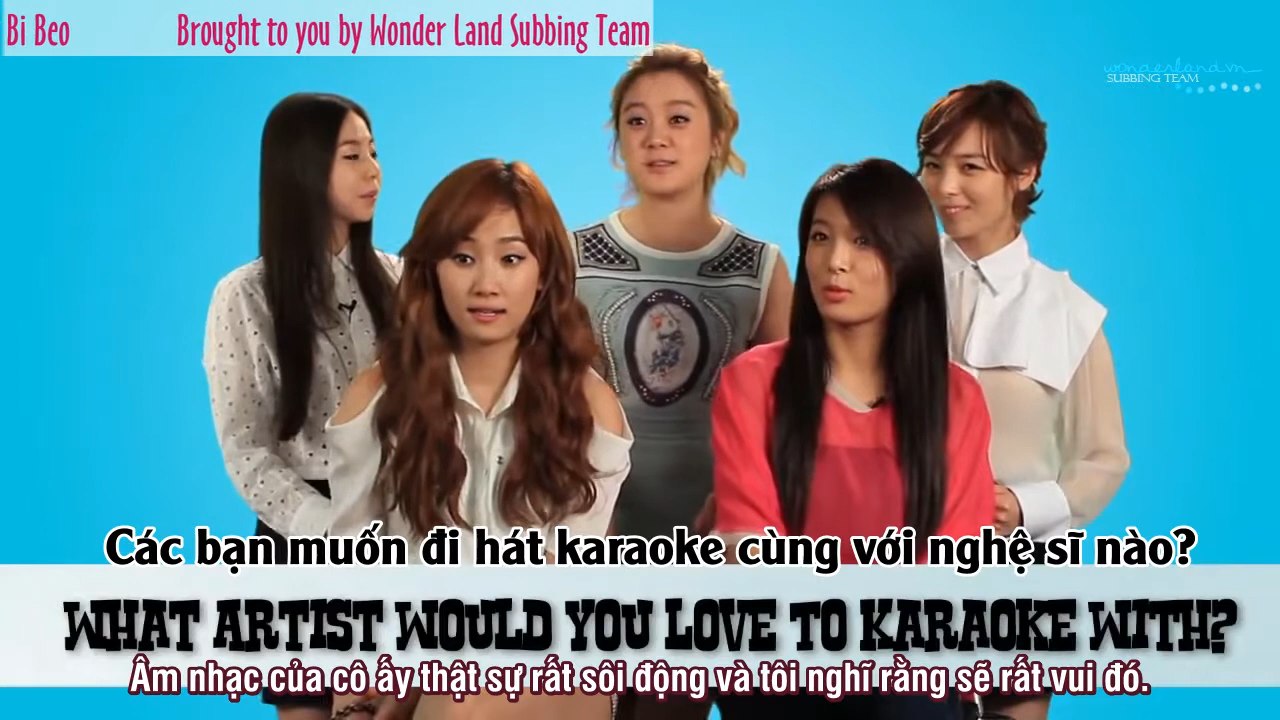 Bi Beo Brought to you by Wonder Land Subbing Team
wonderland.vn
SUBBING TEAM
Các bạn muốn đi hát karaoke cùng với nghệ sĩ nào?
WHAT ARTIST WOULD YOU LOVE TO KARAOKE WITH?
Âm nhạc của cô ấy thật sự rất sôi động và tôi nghĩ rằng sẽ rất vui đó.